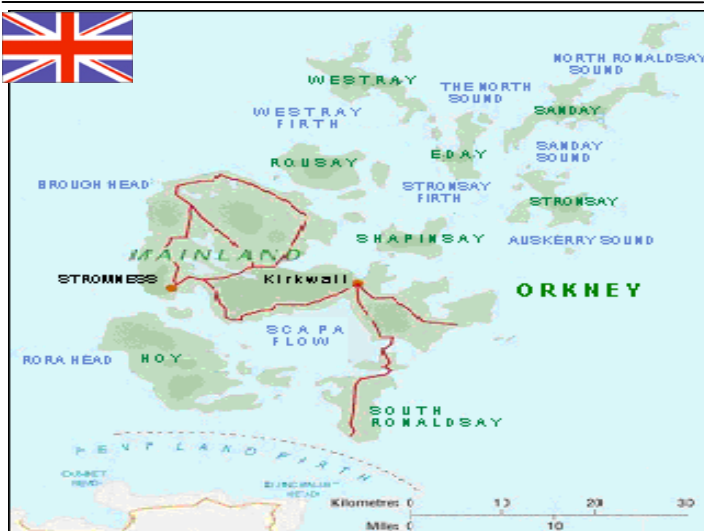 NORTH RONALDSAY
SOUND
WESTRAY
THE NORTH
SOUND
WESTRAY
FIRTH
SANDAY
ROUSAY
EDAY
SANDAY
SOUND
BROUGH HEAD
STRONSAY
FIRTH
STRONSAY
SHAPINSAY
AUSKERRY SOUND
MAINLAND
STROMNESS
Kirkwall
ORKNEY
SCAPA
FLOW
RORA HEAD
HOY
SOUTH
RONALDSAY
PENTLAND FIRTH
HEAD
HEAD
Kilometres 0 10 20 30
Miles 0 10